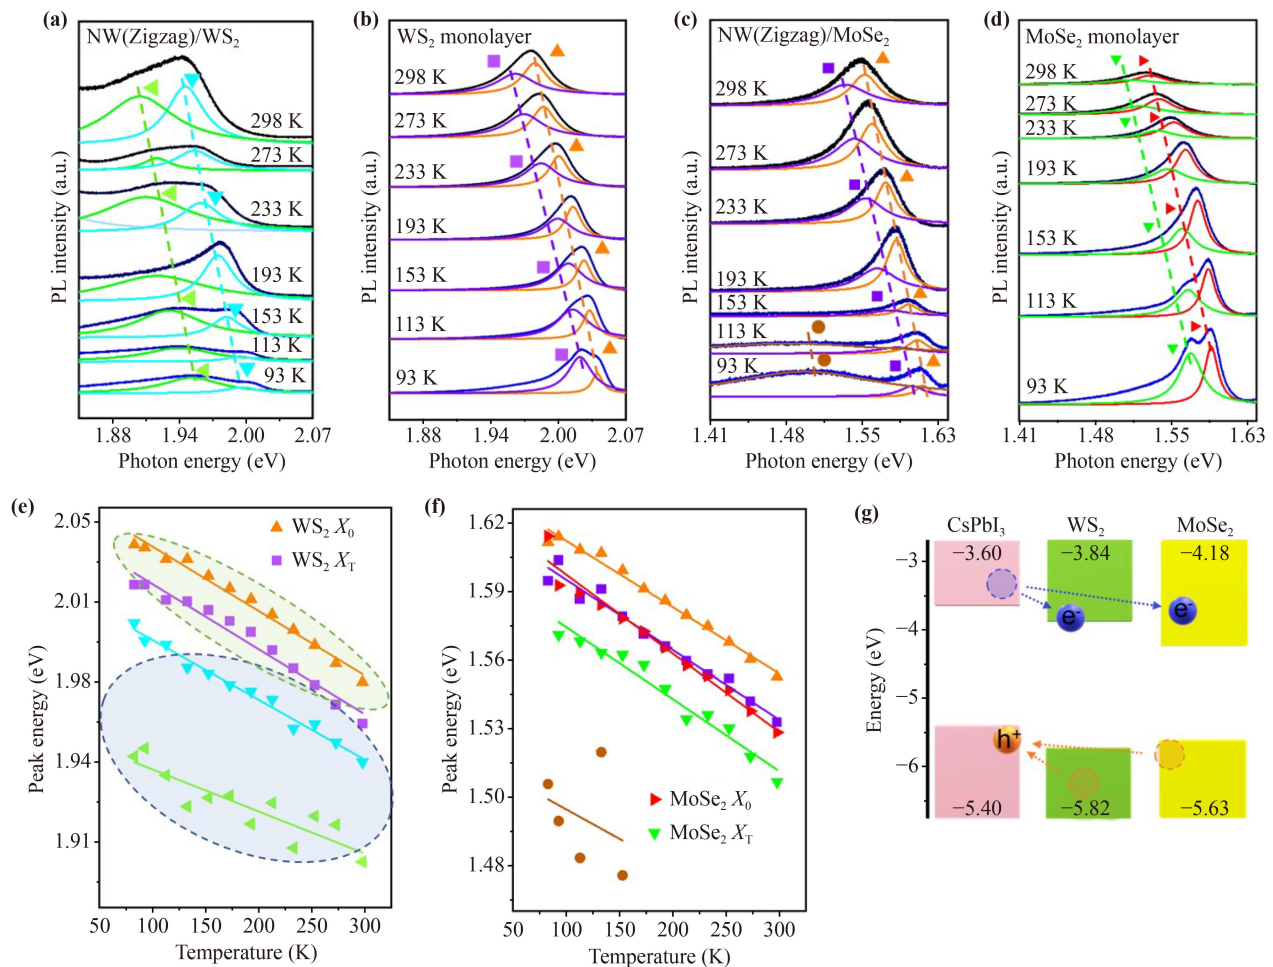 (a)
NW(Zigzag)/WS₂
298 K
273 K
233 K
193 K
153 K
113 K
93 K
PL intensity (a.u.)
1.88 1.94 2.00 2.07
Photon energy (eV)
(b)
WS₂ monolayer
298 K
273 K
233 K
193 K
153 K
113 K
93 K
PL intensity (a.u.)
1.88 1.94 2.00 2.07
Photon energy (eV)
(c)
NW(Zigzag)/MoSe₂
298 K
273 K
233 K
193 K
153 K
113 K
93 K
PL intensity (a.u.)
1.41 1.48 1.55 1.63
Photon energy (eV)
(d)
MoSe₂ monolayer
298 K
273 K
233 K
193 K
153 K
113 K
93 K
PL intensity (a.u.)
1.41 1.48 1.55 1.63
Photon energy (eV)
(e)
WS₂ X₀
WS₂ X_T
2.05
2.01
1.98
1.94
1.91
Peak energy (eV)
50 100 150 200 250 300
Temperature (K)
(f)
1.62
1.59
1.56
1.53
1.50
1.48
MoSe₂ X₀
MoSe₂ X_T
Peak energy (eV)
50 100 150 200 250 300
Temperature (K)
(g)
CsPbI₃ WS₂ MoSe₂
−3.60 −3.84 −4.18
e⁻ e⁻
h⁺
−5.40 −5.82 −5.63
−3
−4
−5
−6
Energy (eV)